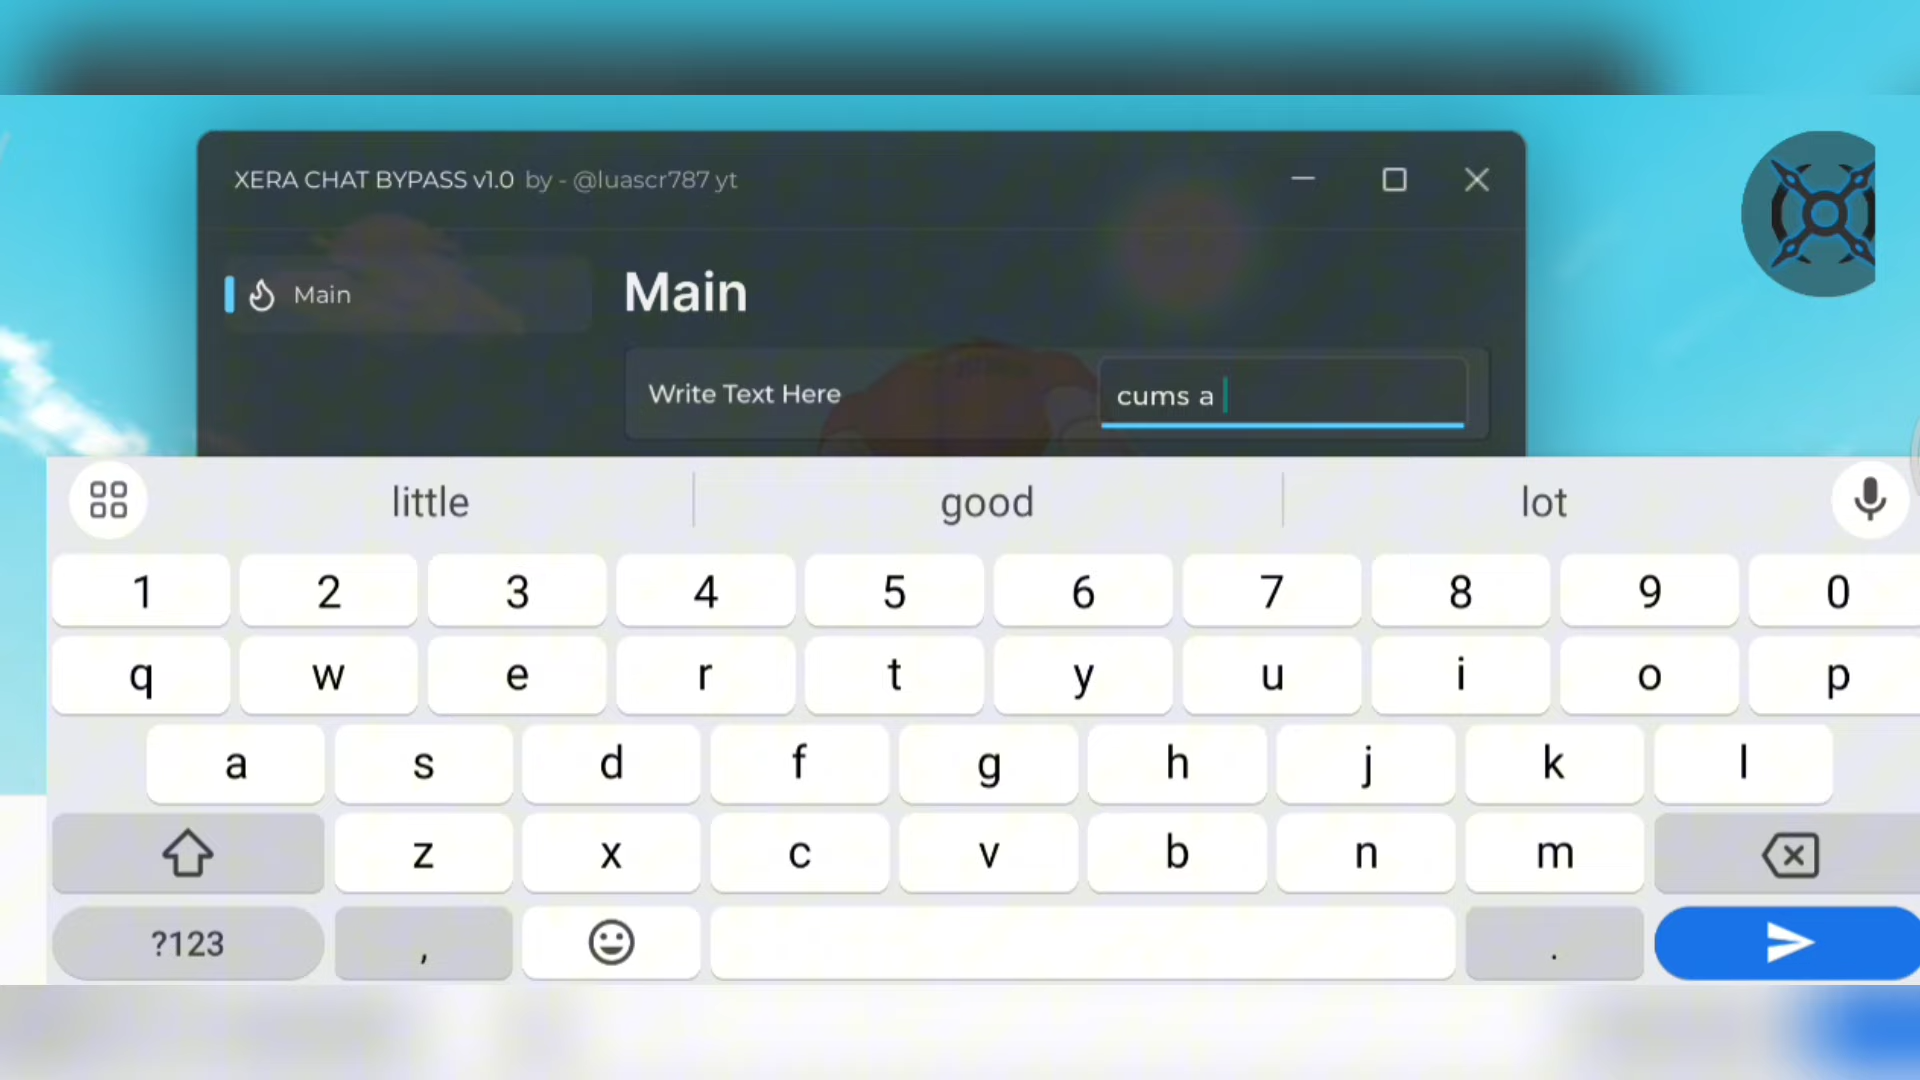 XERA CHAT BYPASS v1.0 by - @luascr787 yt
Main
Main
Write Text Here
cums a
little good lot
1 2 3 4 5 6 7 8 9 0
q w e r t y u i o p
a s d f g h j k l
z x c v b n m
?123 , .